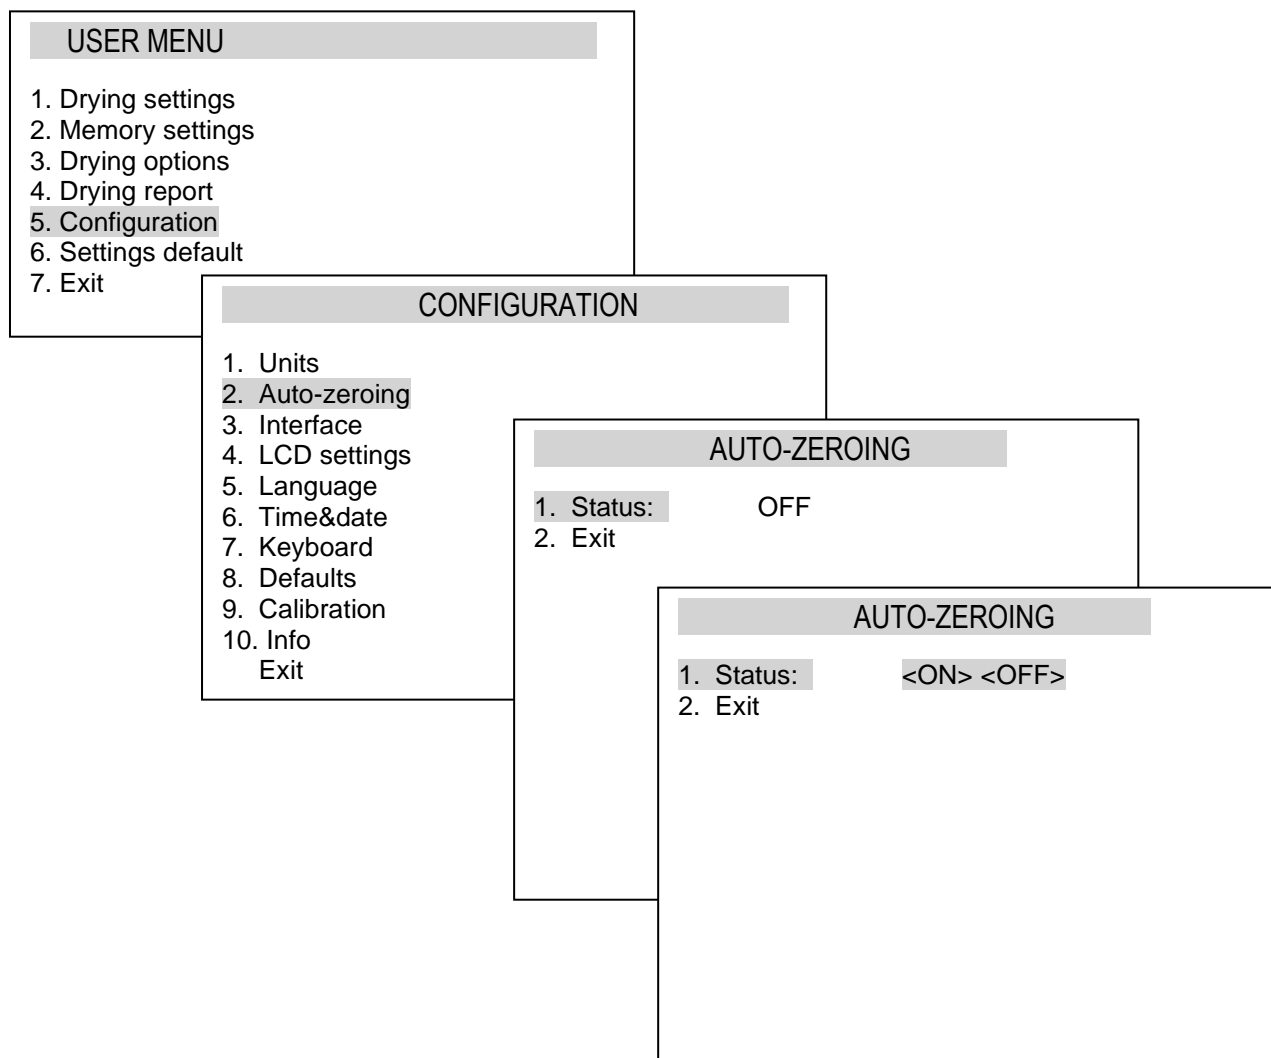 USER MENU
1. Drying settings
2. Memory settings
3. Drying options
4. Drying report
5. Configuration
6. Settings default
7. Exit
CONFIGURATION
1. Units
2. Auto-zeroing
3. Interface
4. LCD settings
5. Language
6. Time&date
7. Keyboard
8. Defaults
9. Calibration
10. Info
Exit
AUTO-ZEROING
1. Status: OFF
2. Exit
AUTO-ZEROING
1. Status: <ON> <OFF>
2. Exit